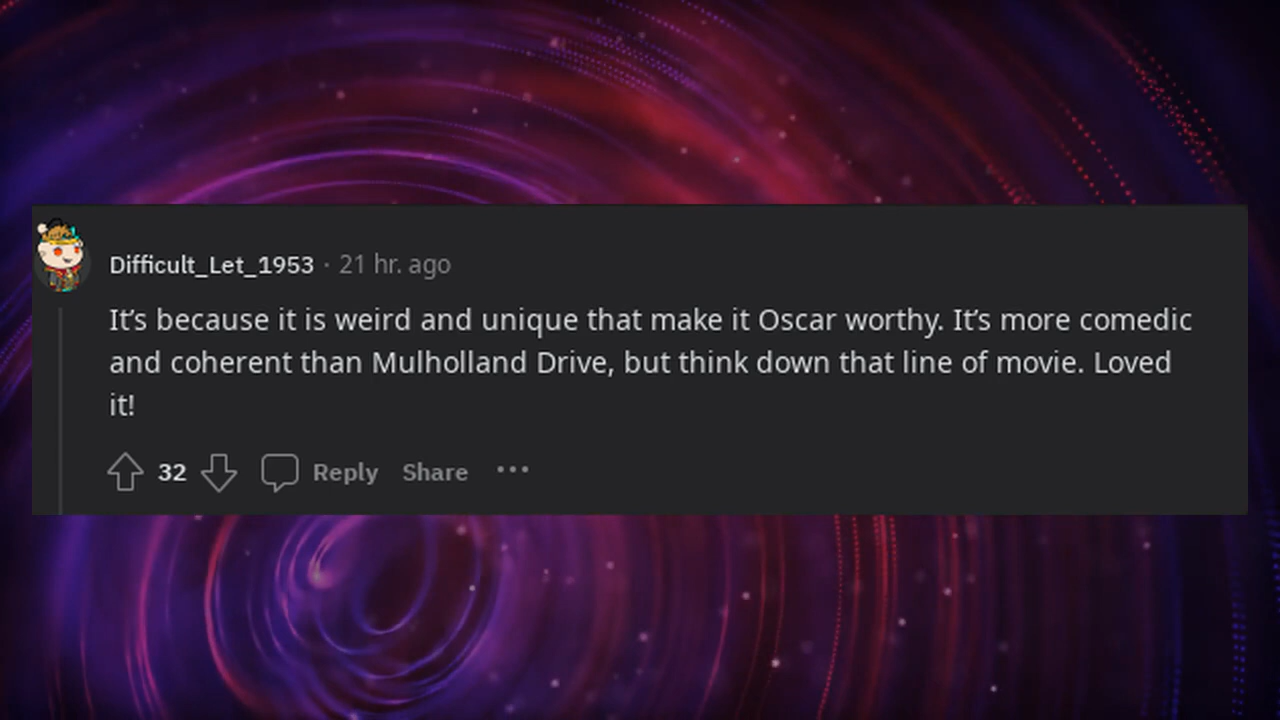 Difficult_Let_1953 · 21 hr. ago
It’s because it is weird and unique that make it Oscar worthy. It’s more comedic
and coherent than Mulholland Drive, but think down that line of movie. Loved
it!
32 Reply Share •••